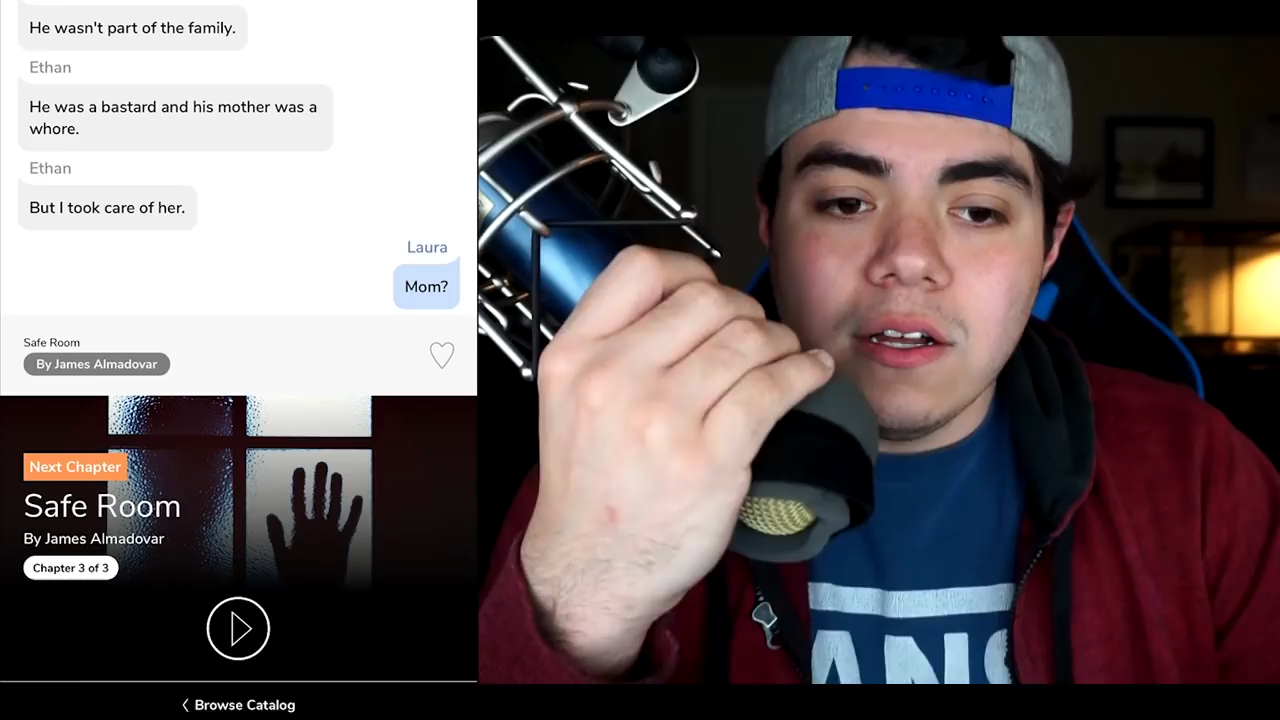 He wasn't part of the family.
Ethan
He was a bastard and his mother was a
whore.
Ethan
But I took care of her.
Laura
Mom?
Safe Room
By James Almadovar
Next Chapter
Safe Room
By James Almadovar
Chapter 3 of 3
Browse Catalog